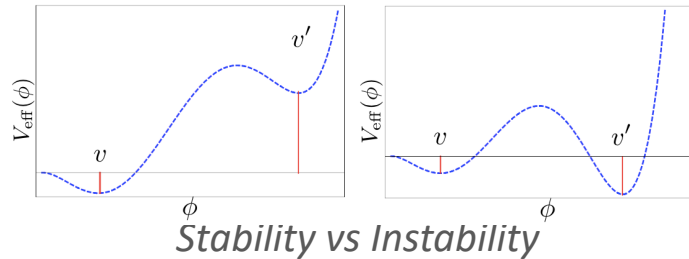 V_eff(ϕ)
v
v′
ϕ
V_eff(ϕ)
v
v′
ϕ
Stability vs Instability